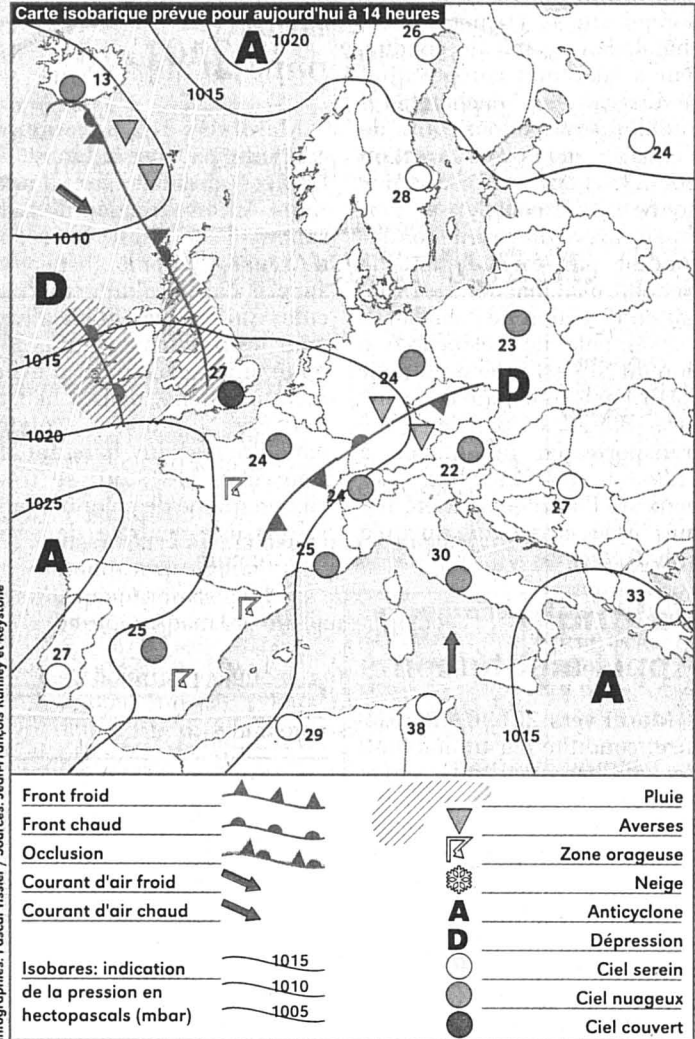 Carte isobarique prévue pour aujourd'hui à 14 heures
A
1020
26
13
1015
24
28
1010
D
1015
23
27
24
D
1020
24
22
24
27
1025
25
30
A
33
25
27
A
29
38
1015
Front froid
Front chaud
Occlusion
Courant d'air froid
Courant d'air chaud
Isobares: indication
de la pression en
hectopascals (mbar)
1015
1010
1005
Pluie
Averses
Zone orageuse
Neige
A Anticyclone
D Dépression
Ciel serein
Ciel nuageux
Ciel couvert